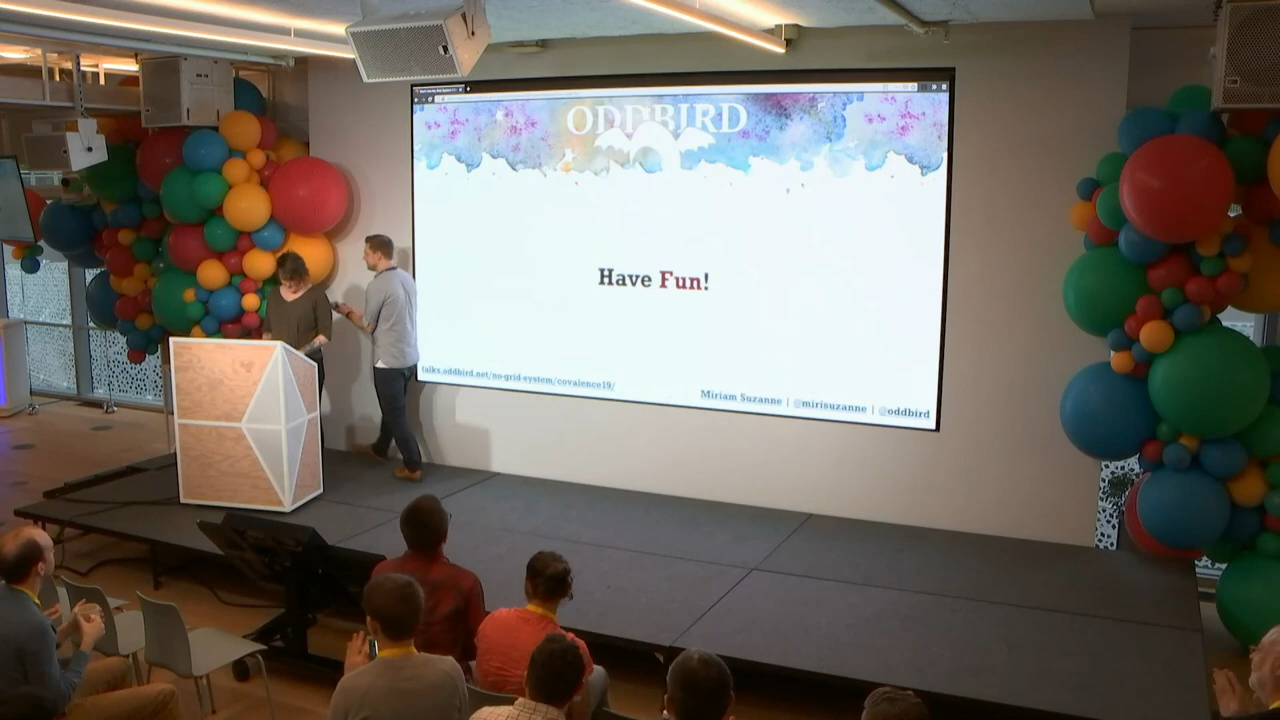 ODDBIRD
Have Fun!
talks.oddbird.net/no-grid-system/covalence19/
Miriam Suzanne | @mirisuzanne | @oddbird